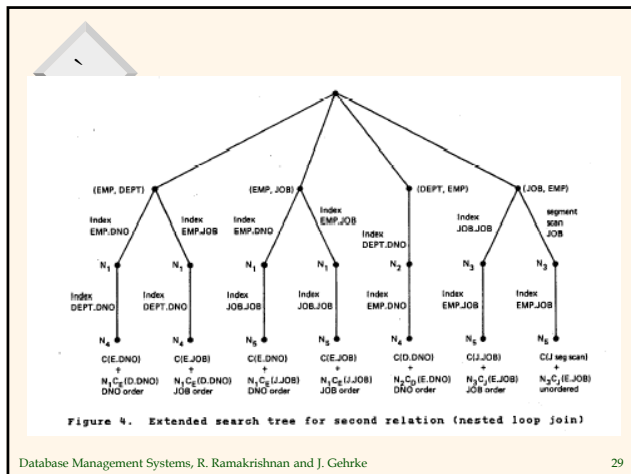 (EMP, DEPT) (EMP, JOB) (DEPT, EMP) (JOB, EMP)
Index EMP.DNO
Index EMP.JOB
Index EMP.DNO
Index EMP.JOB
Index DEPT.DNO
Index JOB.JOB
segment scan JOB
N1 N1 N1 N1 N2 N3 N3
Index DEPT.DNO
Index DEPT.DNO
Index JOB.JOB
Index JOB.JOB
Index EMP.DNO
Index EMP.JOB
Index EMP.JOB
N4 N4 N5 N5 N4 N5 N5
C(E.DNO) C(E.JOB) C(E.DNO) C(E.JOB) C(D.DNO) C(J.JOB) C(J seg scan)
+ + + + + + +
N1CE(D.DNO) N1CE(D.DNO) N1CE(J.JOB) N1CE(J.JOB) N2CD(E.DNO) N3CJ(E.JOB) N3CJ(E.JOB)
DNO order JOB order DNO order JOB order DNO order JOB order unordered
Figure 4. Extended search tree for second relation (nested loop join)
Database Management Systems, R. Ramakrishnan and J. Gehrke 29